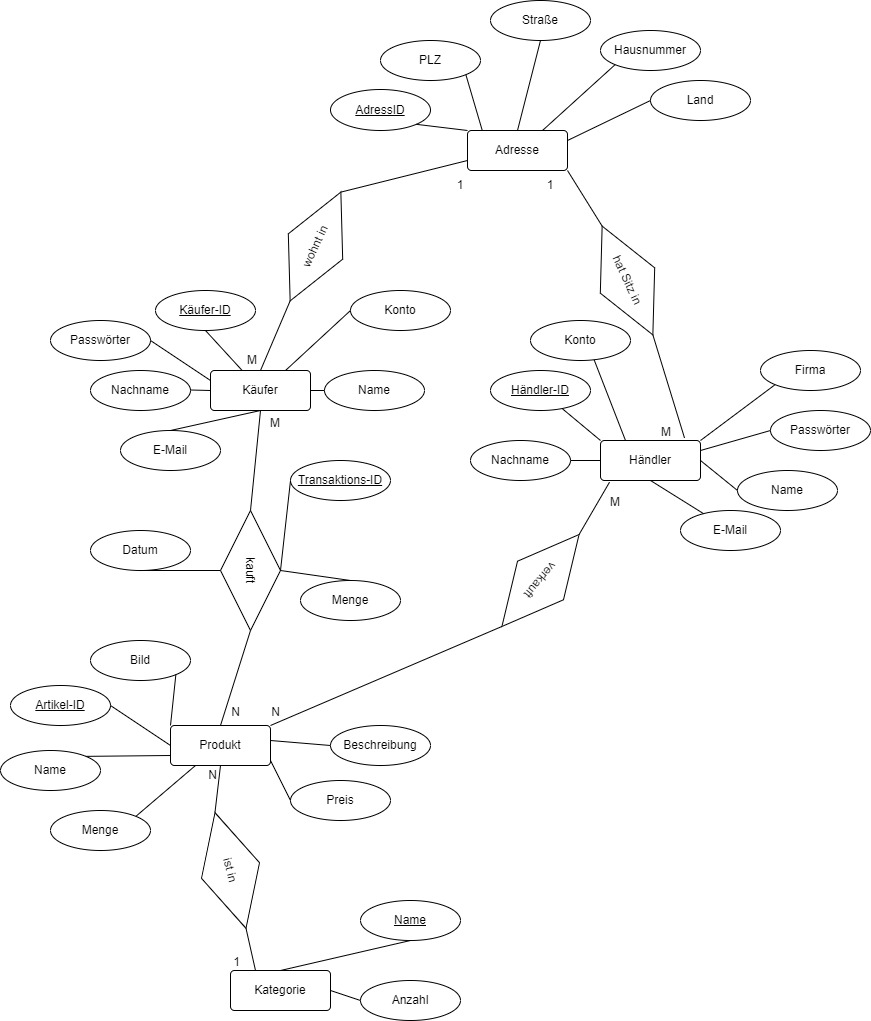 Straße
Hausnummer
PLZ
Land
AdressID
Adresse
1
1
wohnt in
hat Sitz in
Käufer-ID
Konto
Passwörter
Konto
M
Nachname
Käufer
Name
Händler-ID
Firma
M
E-Mail
M
Passwörter
Nachname
Händler
Transaktions-ID
Name
M
E-Mail
Datum
kauft
verkauft
Menge
Bild
Artikel-ID
N
N
Produkt
Beschreibung
Name
N
Preis
Menge
ist in
Name
1
Kategorie
Anzahl